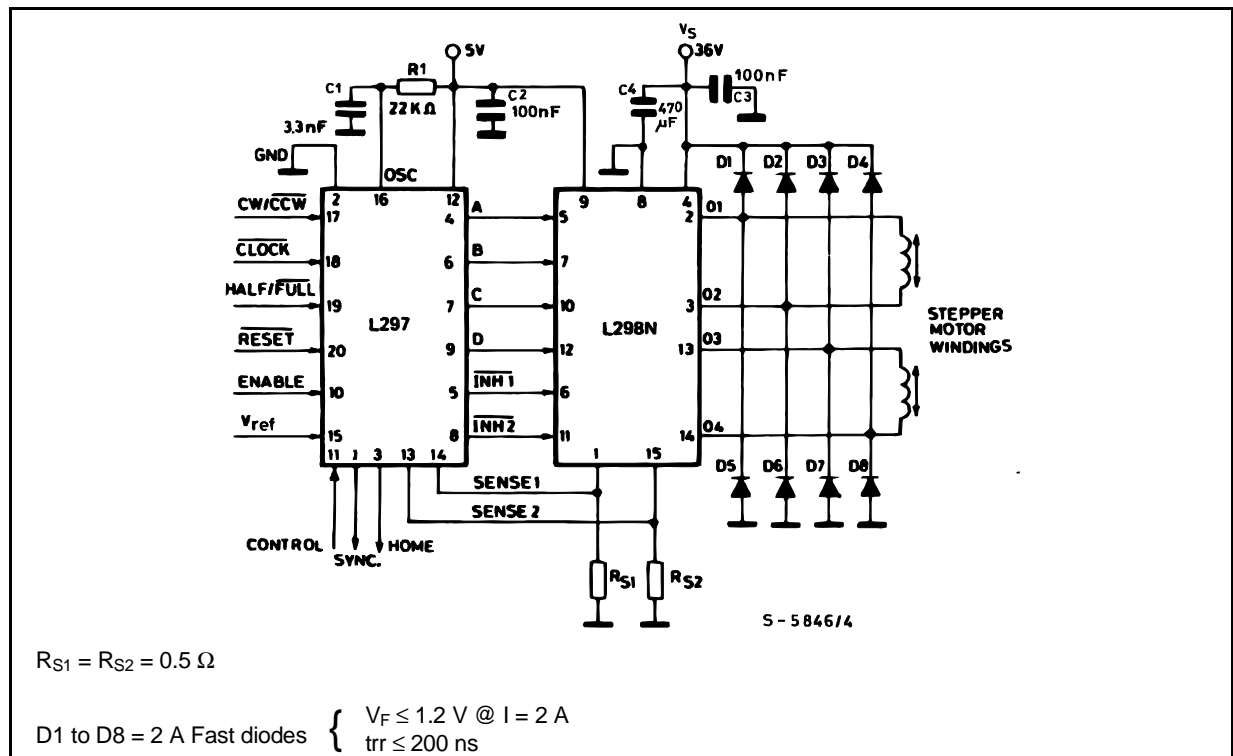 Vs
5V
36V
R1
22KΩ
C1
3.3nF
C2
100nF
C4
470
μF
100nF
C3
GND
OSC
2
16
12
9
8
4
D1
D2
D3
D4
CW/CCW
17
4
A
5
2
01
CLOCK
18
6
B
7
HALF/FULL
19
7
C
10
3
02
L297
L298N
STEPPER
MOTOR
WINDINGS
RESET
20
9
D
12
13
03
ENABLE
10
5
INH1
6
Vref
15
8
INH2
11
14
04
11
1
3
13
14
1
15
D5
D6
D7
D8
SENSE1
SENSE 2
CONTROL
SYNC.
HOME
RS1
RS2
S-5846/4
RS1 = RS2 = 0.5 Ω
D1 to D8 = 2 A Fast diodes { VF ≤ 1.2 V @ I = 2 A
trr ≤ 200 ns